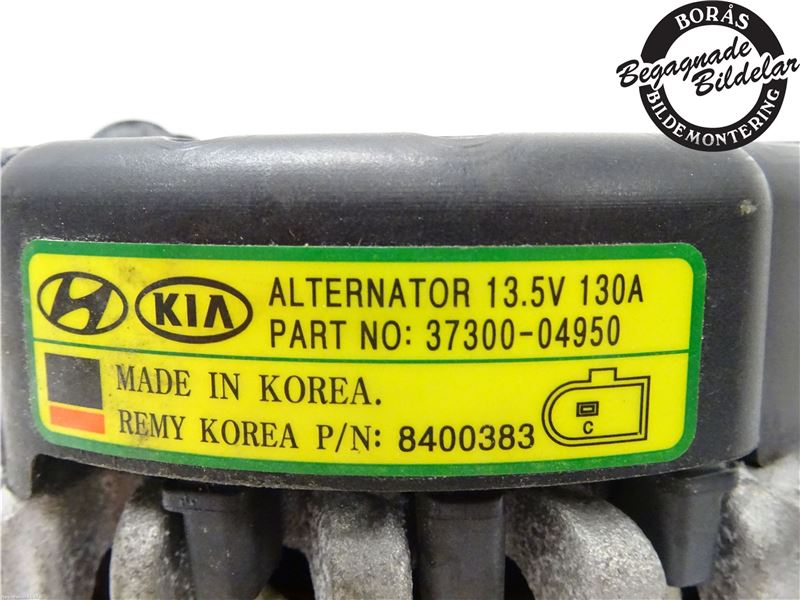 BORÅS
Begagnade
Bildelar
BILDEMONTERING
KIA
ALTERNATOR 13.5V 130A
PART NO: 37300-04950
MADE IN KOREA.
REMY KOREA P/N: 8400383
C